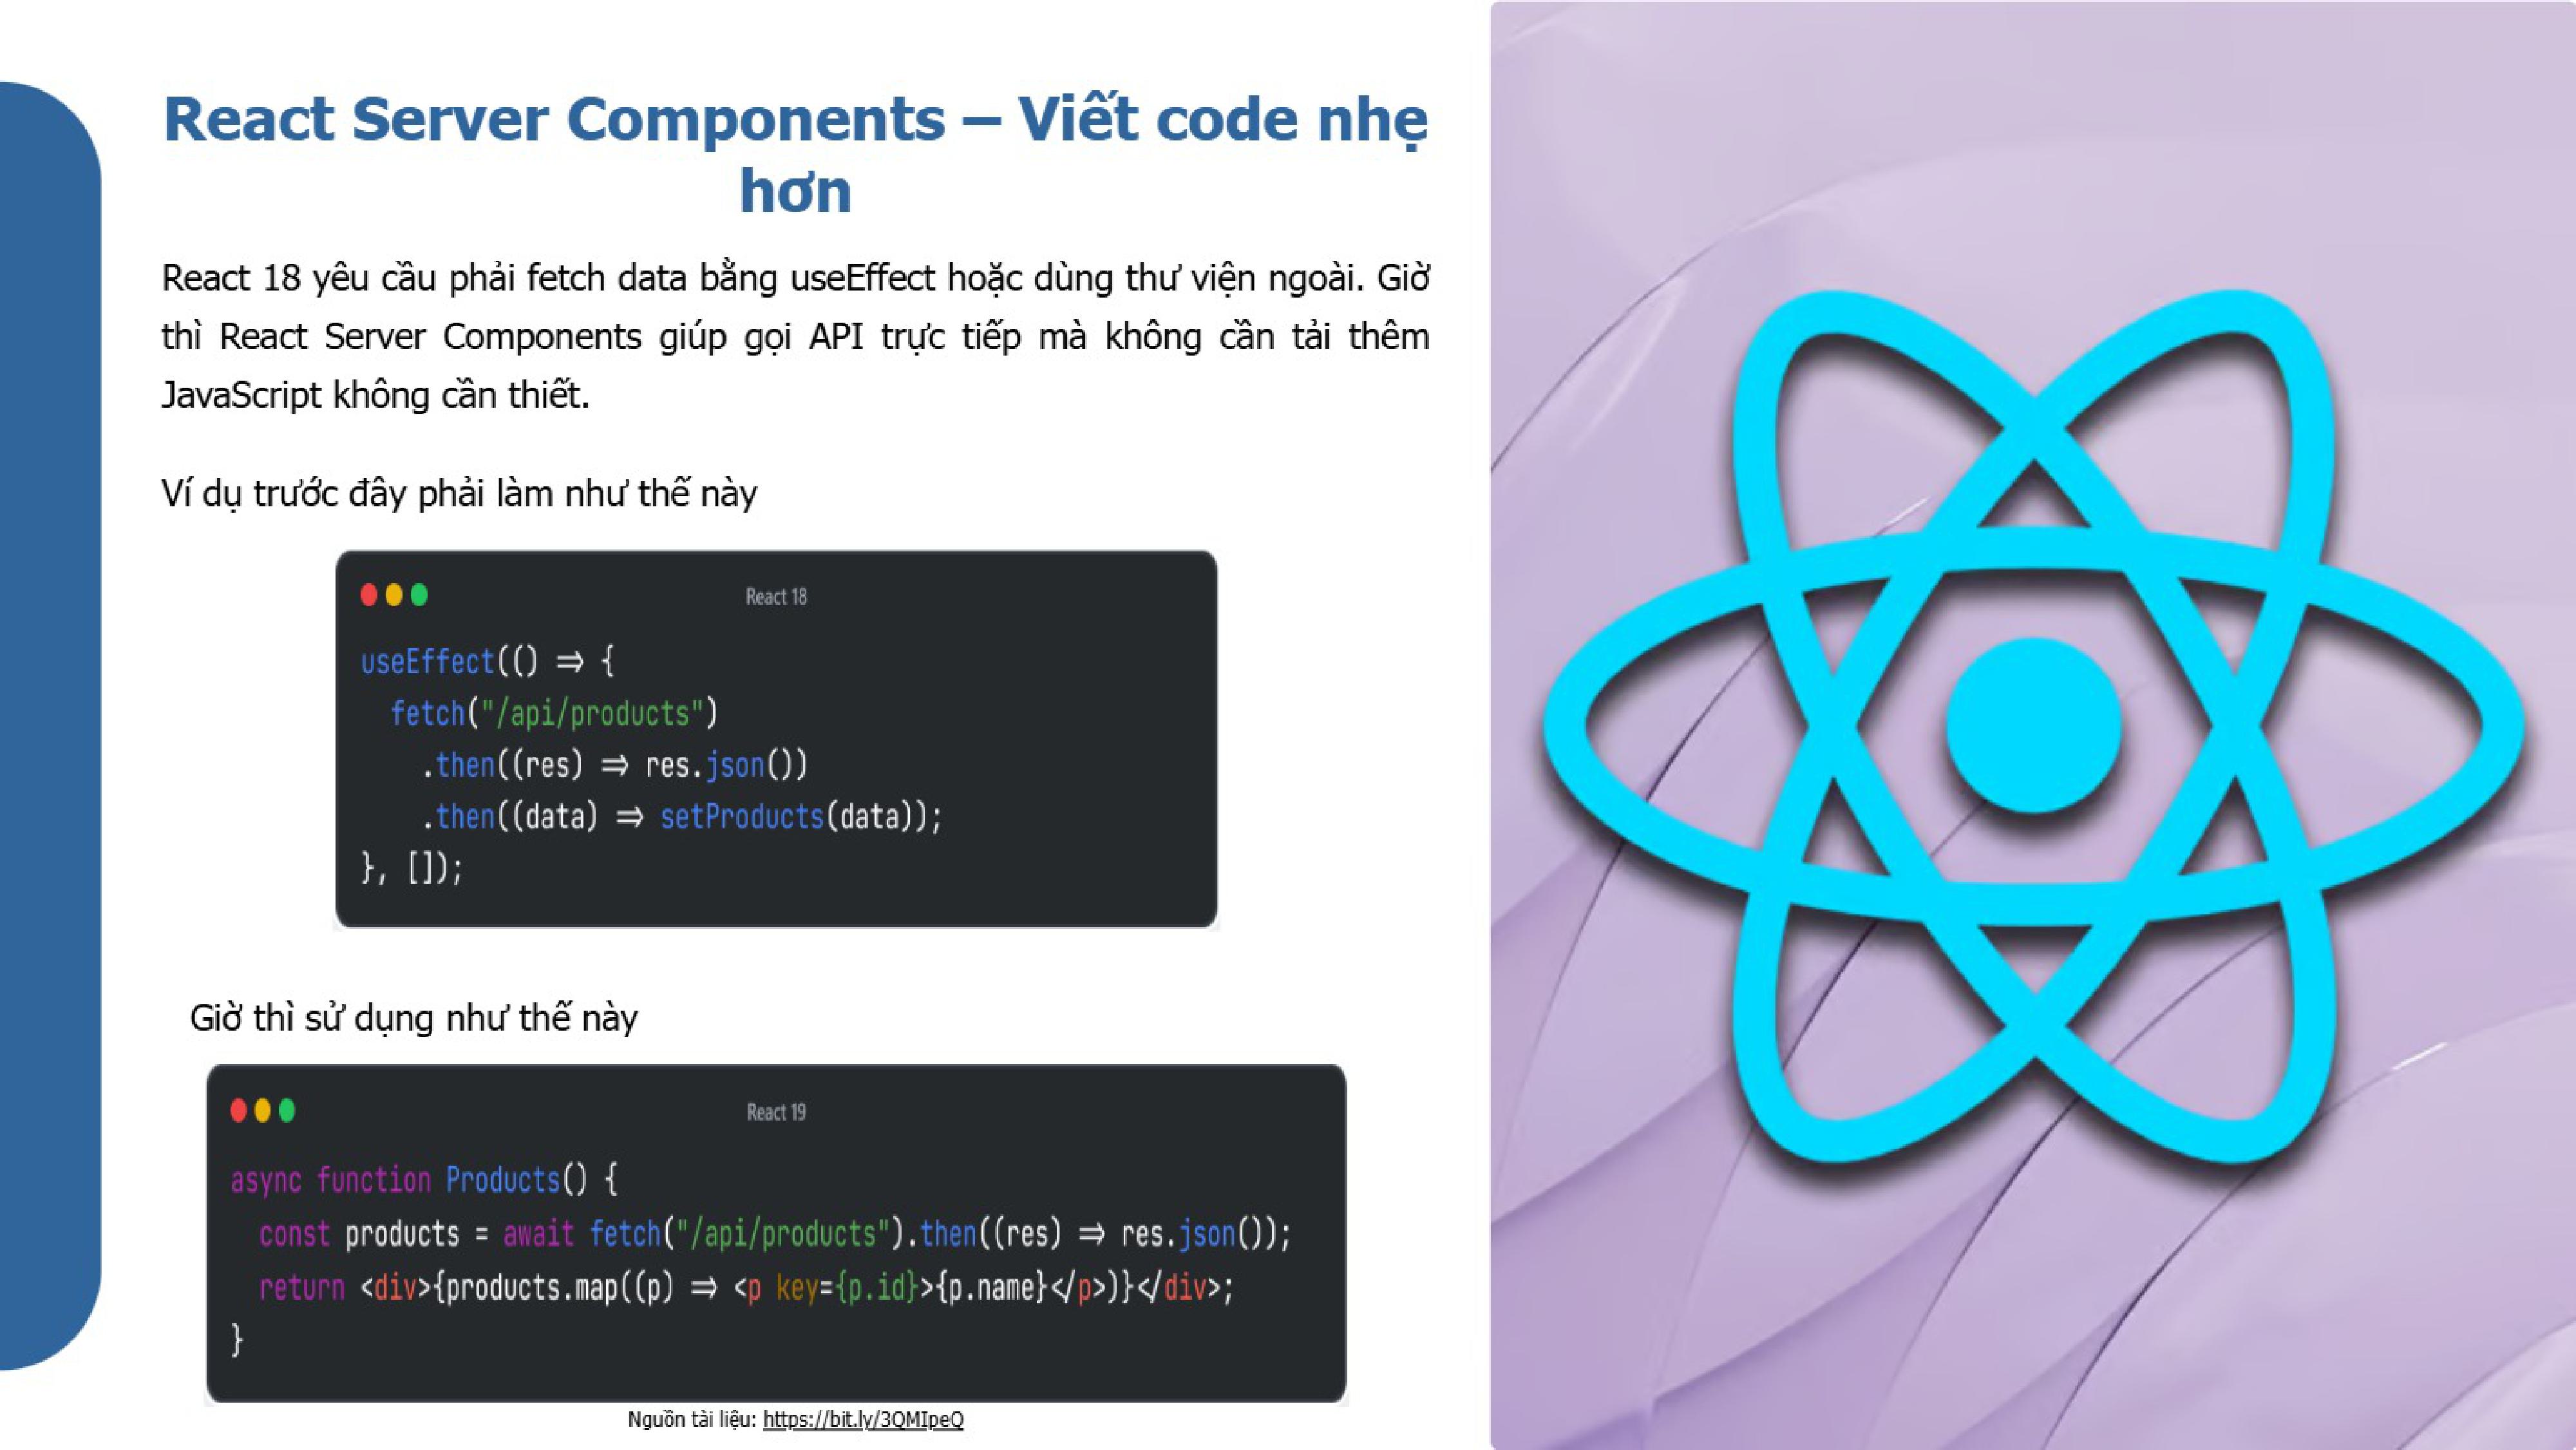 React Server Components – Viết code nhẹ
hơn
React 18 yêu cầu phải fetch data bằng useEffect hoặc dùng thư viện ngoài. Giờ
thì React Server Components giúp gọi API trực tiếp mà không cần tải thêm
JavaScript không cần thiết.
Ví dụ trước đây phải làm như thế này
React 18
useEffect(() => {
  fetch("/api/products")
    .then((res) => res.json())
    .then((data) => setProducts(data));
}, []);
Giờ thì sử dụng như thế này
React 19
async function Products() {
  const products = await fetch("/api/products").then((res) => res.json());
  return <div>{products.map((p) => <p key={p.id}>{p.name}</p>)}</div>;
}
Nguồn tài liệu: https://bit.ly/3QMIpeQ